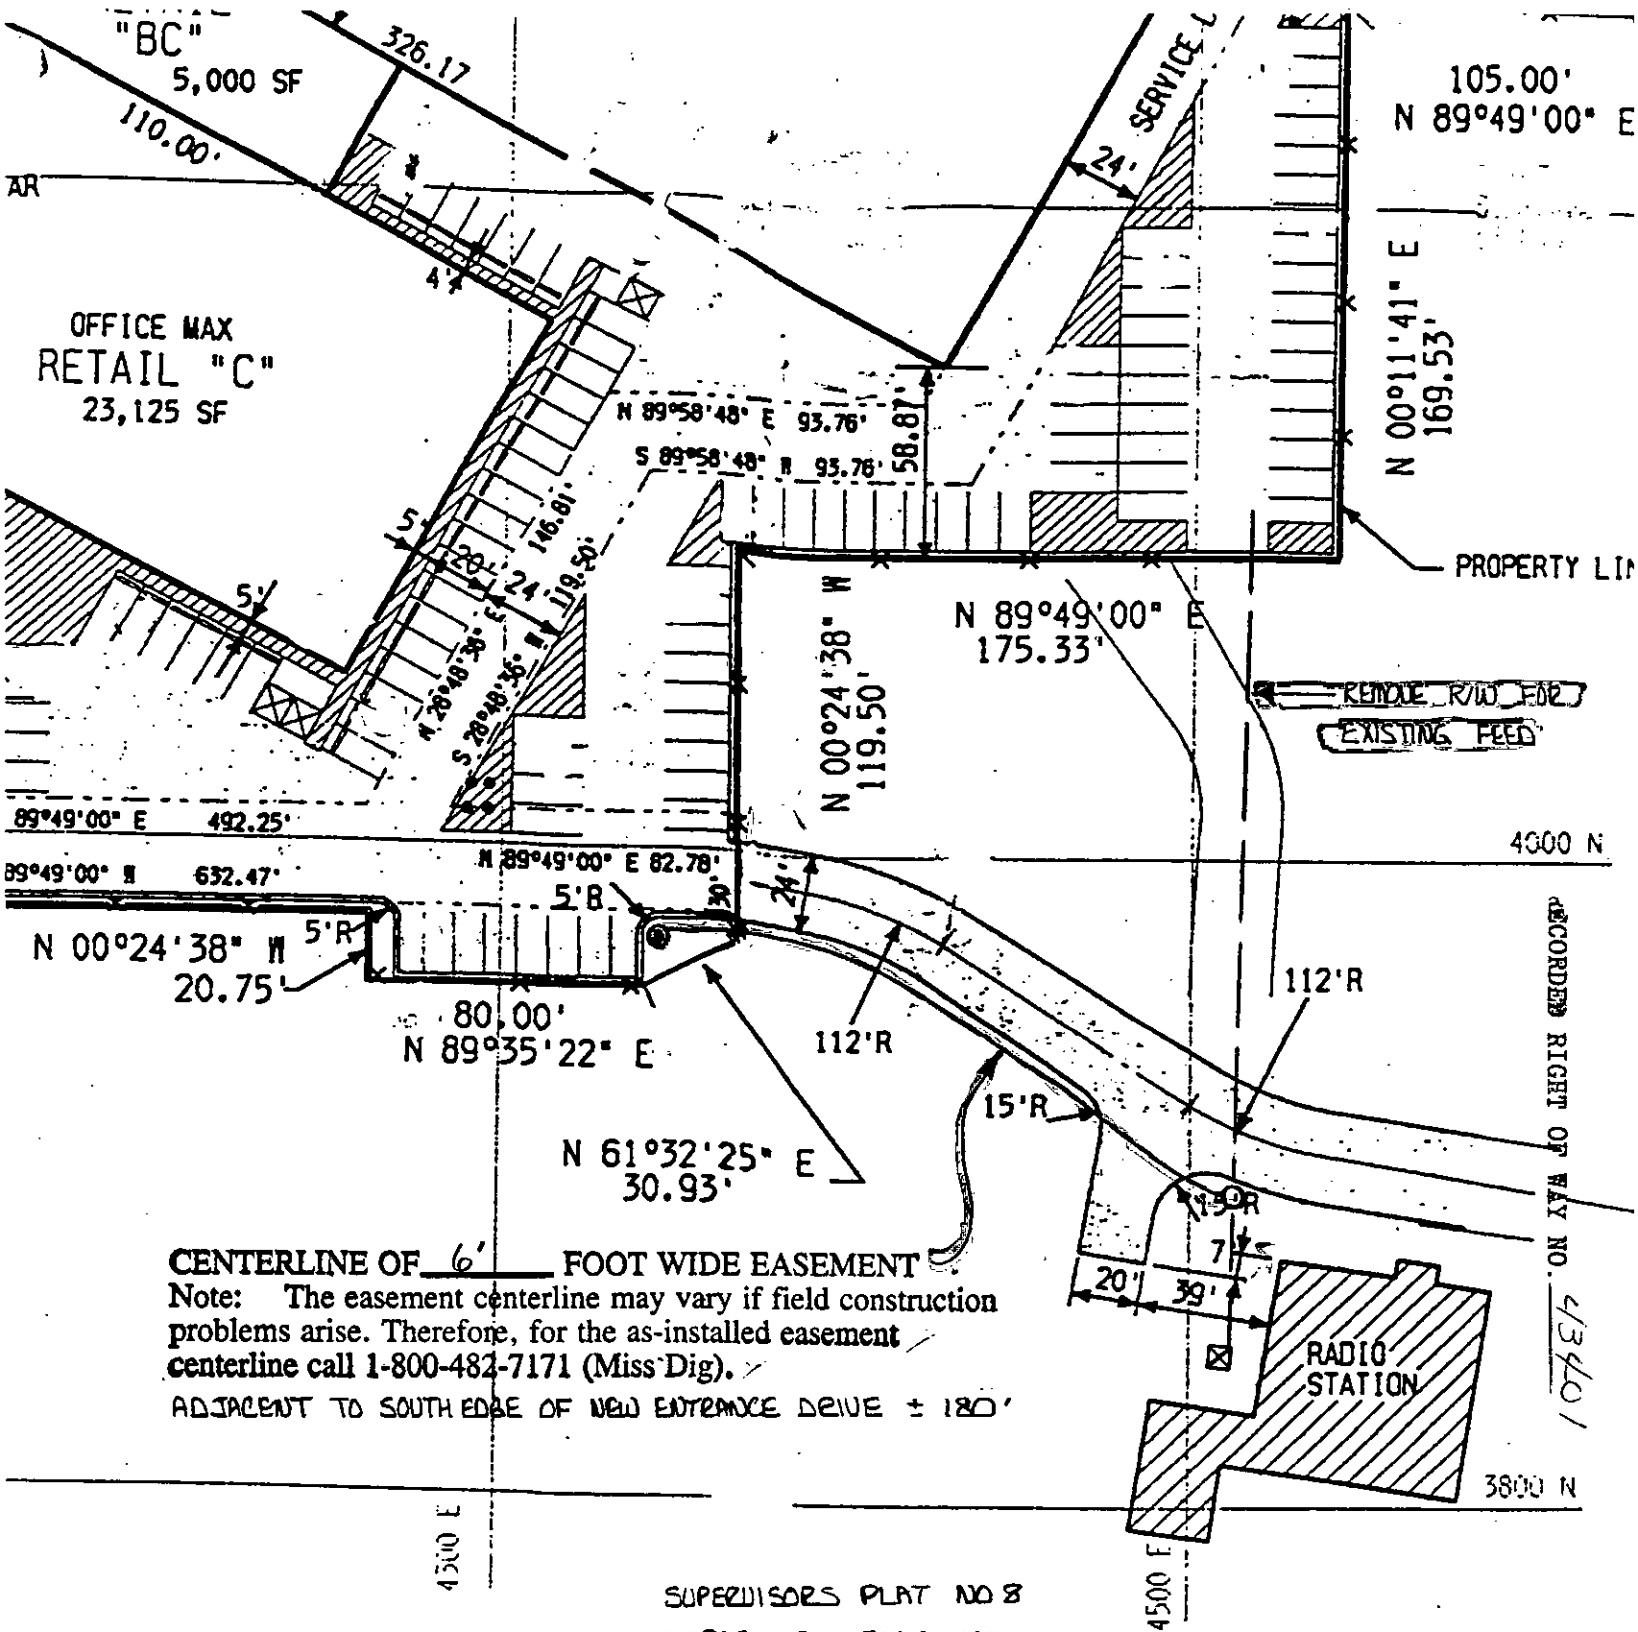 "BC"
5,000 SF
326.17
110.00'
SERVICE
24'
105.00'
N 89°49'00" E
AR
4'
OFFICE MAX
RETAIL "C"
23,125 SF
N 00°11'41" E
169.53'
N 89°58'48" E 93.76'
S 89°58'48" W 93.76'
58.87'
5'
20'
24'
146.81'
119.50'
N 28°48'36" E
S 28°48'36" W
5'
PROPERTY LIN
N 89°49'00" E
175.33'
N 00°24'38" W
119.50'
REMOVE R/W FOR
EXISTING FEED
89°49'00" E 492.25'
89°49'00" W 632.47'
N 89°49'00" E 82.78'
30'
24'
4000 N
5'R
5'R
N 00°24'38" W
20.75'
80.00'
N 89°35'22" E
112'R
112'R
15'R
N 61°32'25" E
30.93'
15'R
RECORDED RIGHT OF WAY NO. 43401
CENTERLINE OF 6' FOOT WIDE EASEMENT
Note: The easement centerline may vary if field construction
problems arise. Therefore, for the as-installed easement
centerline call 1-800-482-7171 (Miss Dig).
ADJACENT TO SOUTH EDGE OF NEW ENTRANCE DRIVE ± 180'
7'
20'
39'
RADIO
STATION
3800 N
4300 E
4500 E
SUPERVISORS PLAT NO 8